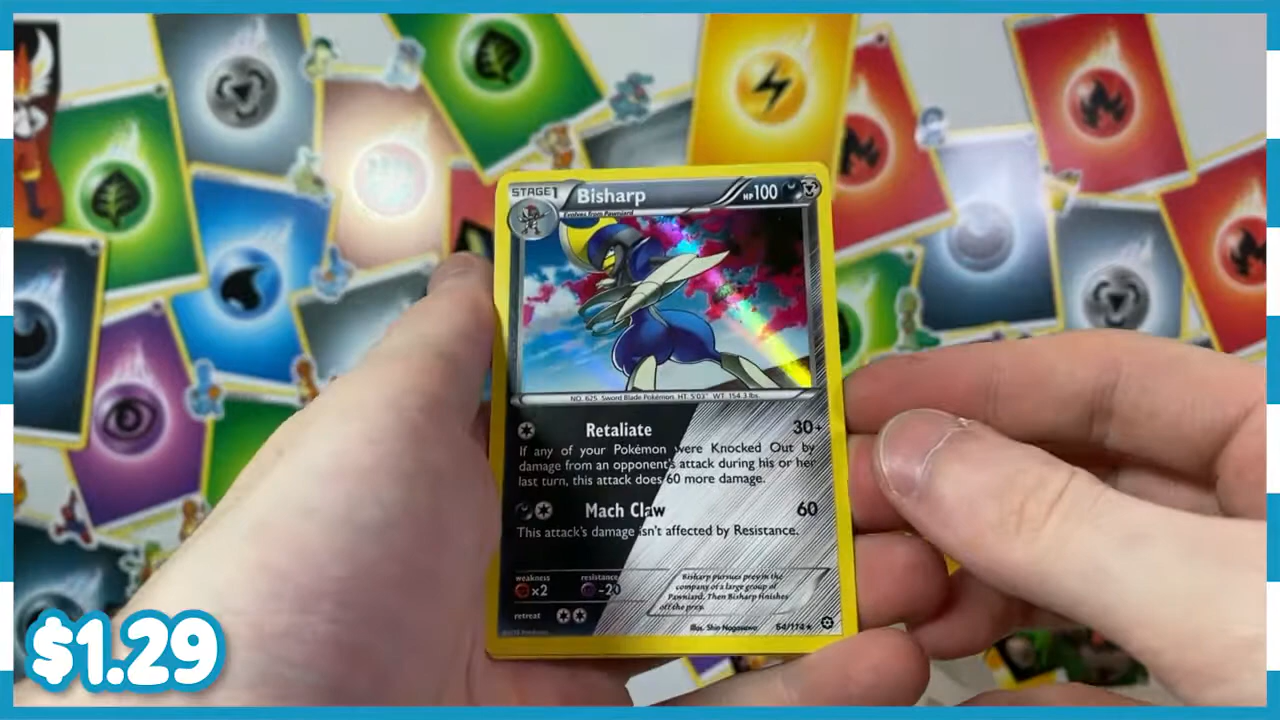 STAGE1 Bisharp HP100
Evolves from Pawniard
NO. 625 Sword Blade Pokémon. HT. 5'03" WT. 154.3 lbs.
Retaliate 30+
If any of your Pokémon were Knocked Out by
damage from an opponent's attack during his or her
last turn, this attack does 60 more damage.
Mach Claw 60
This attack's damage isn't affected by Resistance.
weakness
×2
resistance
-20
retreat
Bisharp pursues prey in the
company of a large group of
Pawniard. Then Bisharp finishes
off the prey.
Illus. Shin Nagasawa 64/114★
$1.29